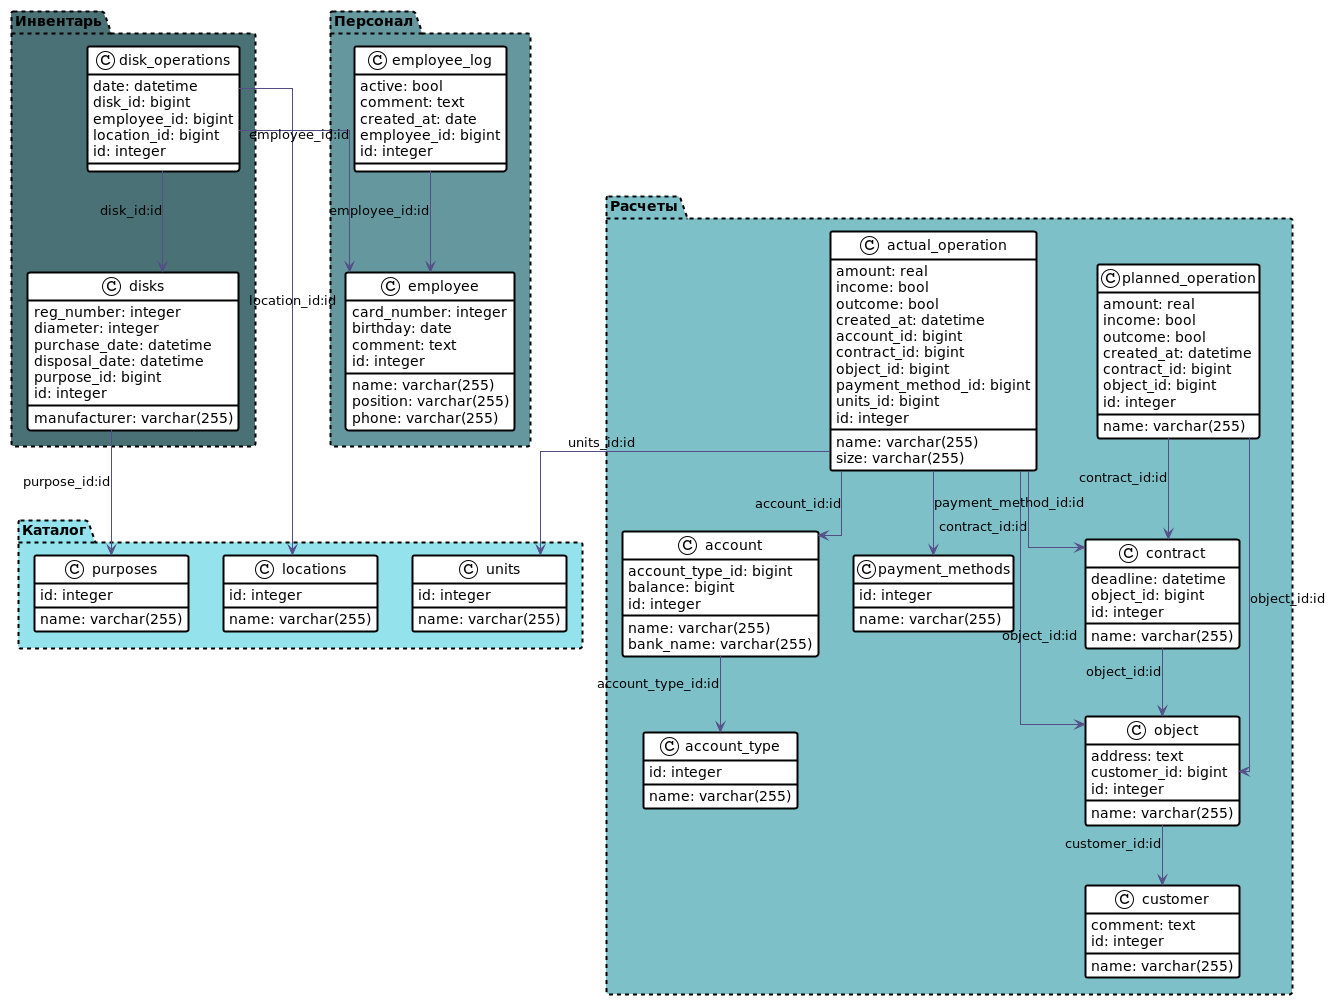 Инвентарь
C disk_operations
date: datetime
disk_id: bigint
employee_id: bigint
location_id: bigint
id: integer
disk_id:id
employee_id:id
location_id:id
C disks
reg_number: integer
diameter: integer
purchase_date: datetime
disposal_date: datetime
purpose_id: bigint
id: integer
manufacturer: varchar(255)
purpose_id:id
Персонал
C employee_log
active: bool
comment: text
created_at: date
employee_id: bigint
id: integer
employee_id:id
C employee
card_number: integer
birthday: date
comment: text
id: integer
name: varchar(255)
position: varchar(255)
phone: varchar(255)
Каталог
C purposes
id: integer
name: varchar(255)
C locations
id: integer
name: varchar(255)
C units
id: integer
name: varchar(255)
units_id:id
Расчеты
C actual_operation
amount: real
income: bool
outcome: bool
created_at: datetime
account_id: bigint
contract_id: bigint
object_id: bigint
payment_method_id: bigint
units_id: bigint
id: integer
name: varchar(255)
size: varchar(255)
C planned_operation
amount: real
income: bool
outcome: bool
created_at: datetime
contract_id: bigint
object_id: bigint
id: integer
name: varchar(255)
account_id:id
payment_method_id:id
contract_id:id
contract_id:id
object_id:id
object_id:id
C account
account_type_id: bigint
balance: bigint
id: integer
name: varchar(255)
bank_name: varchar(255)
account_type_id:id
C account_type
id: integer
name: varchar(255)
C payment_methods
id: integer
name: varchar(255)
C contract
deadline: datetime
object_id: bigint
id: integer
name: varchar(255)
object_id:id
C object
address: text
customer_id: bigint
id: integer
name: varchar(255)
customer_id:id
C customer
comment: text
id: integer
name: varchar(255)